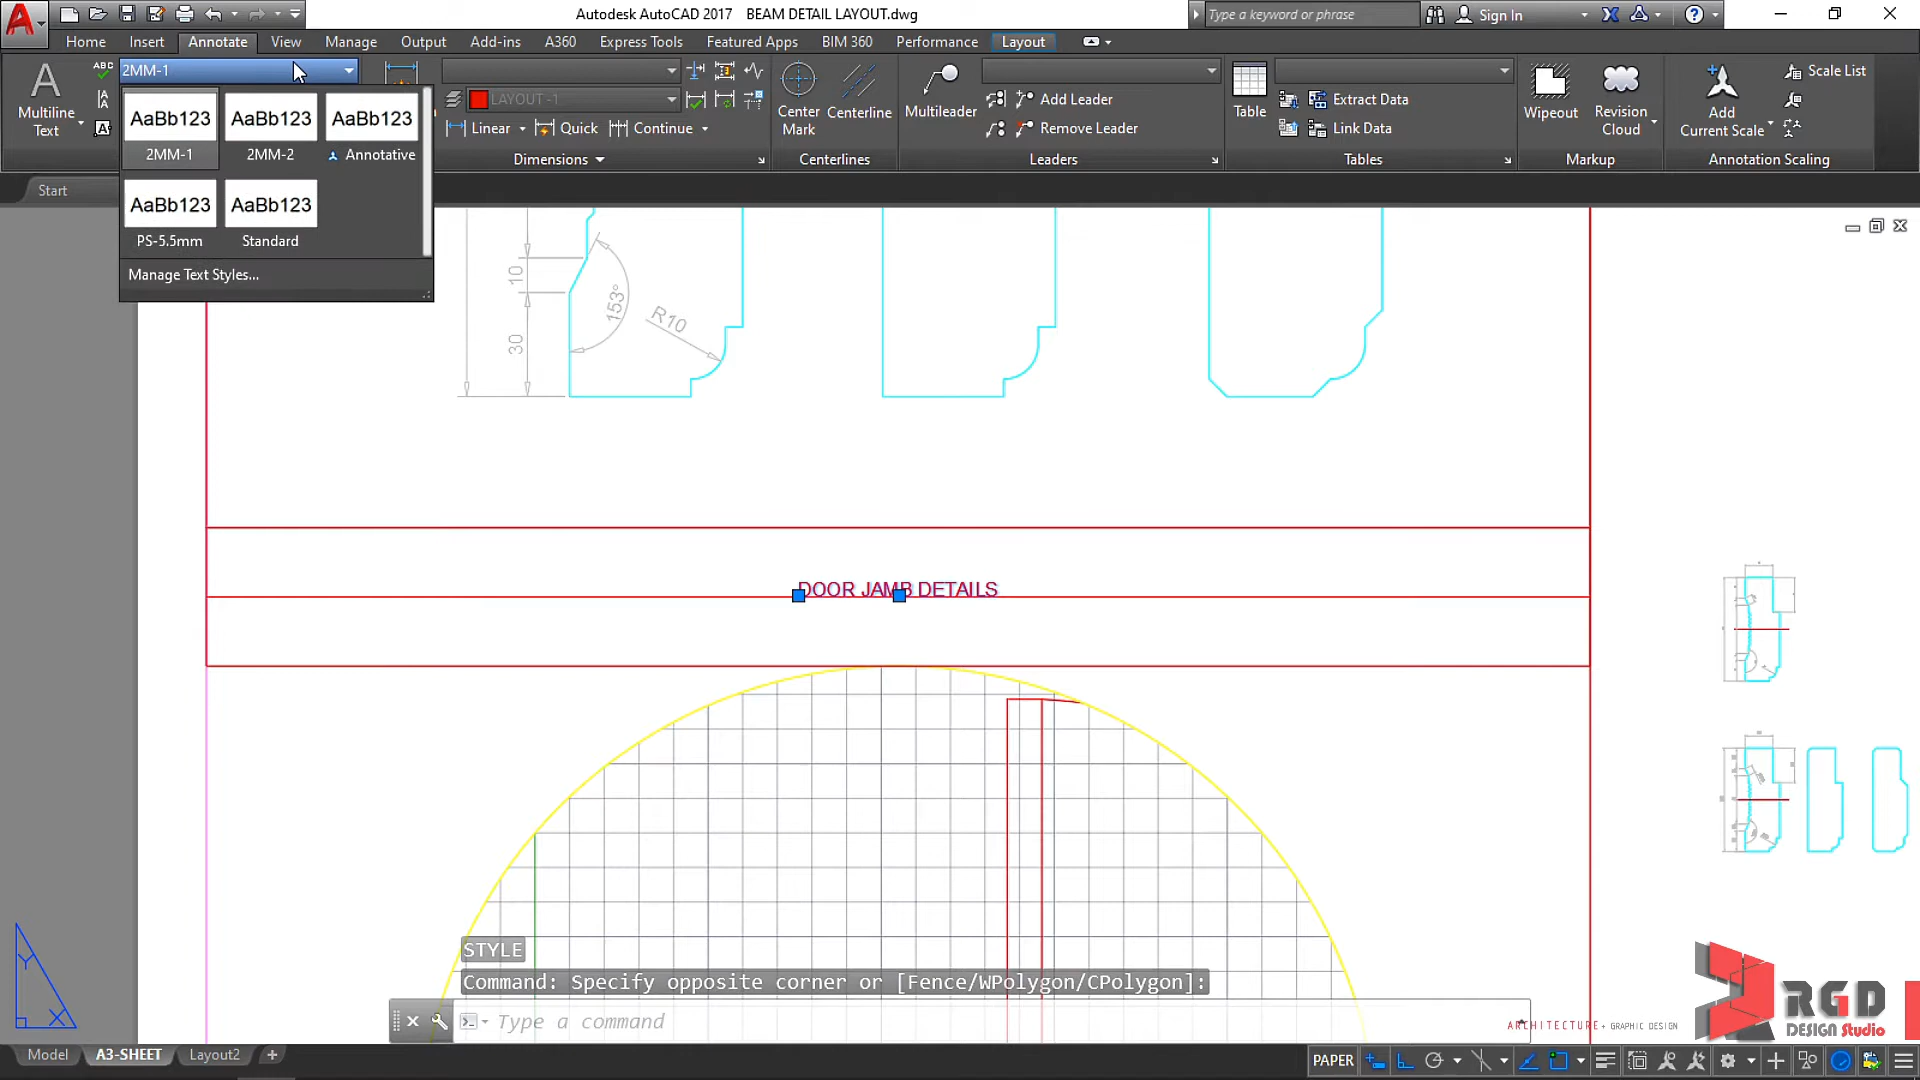 Autodesk AutoCAD 2017 BEAM DETAIL LAYOUT.dwg
Type a keyword or phrase
Sign In
Home Insert Annotate View Manage Output Add-ins A360 Express Tools Featured Apps BIM 360 Performance Layout
Multiline Text
ABC
2MM-1
AaBb123 AaBb123 AaBb123
2MM-1 2MM-2 Annotative
AaBb123 AaBb123
PS-5.5mm Standard
Manage Text Styles...
LAYOUT -1
Linear Quick Continue
Dimensions
Center Mark
Centerline
Centerlines
Multileader
Add Leader
Remove Leader
Leaders
Table
Extract Data
Link Data
Tables
Wipeout
Revision Cloud
Markup
Add Current Scale
Scale List
Annotation Scaling
Start
10
30
153°
R10
DOOR JAMB DETAILS
STYLE
Command: Specify opposite corner or [Fence/WPolygon/CPolygon]:
Type a command
Y
X
RGD
DESIGN Studio
ARCHITECTURE + GRAPHIC DESIGN
Model A3-SHEET Layout2
PAPER